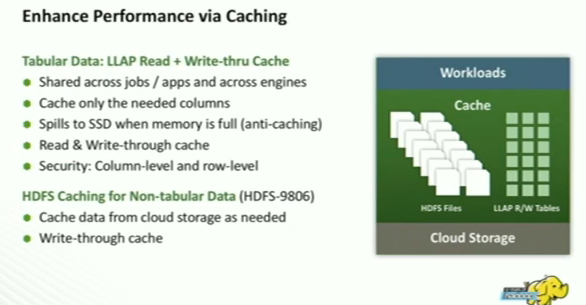 Enhance Performance via Caching
Tabular Data: LLAP Read + Write-thru Cache
Shared across jobs / apps and across engines
Cache only the needed columns
Spills to SSD when memory is full (anti-caching)
Read & Write-through cache
Security: Column-level and row-level
HDFS Caching for Non-tabular Data (HDFS-9806)
Cache data from cloud storage as needed
Write-through cache
Workloads
Cache
HDFS Files
LLAP R/W Tables
Cloud Storage